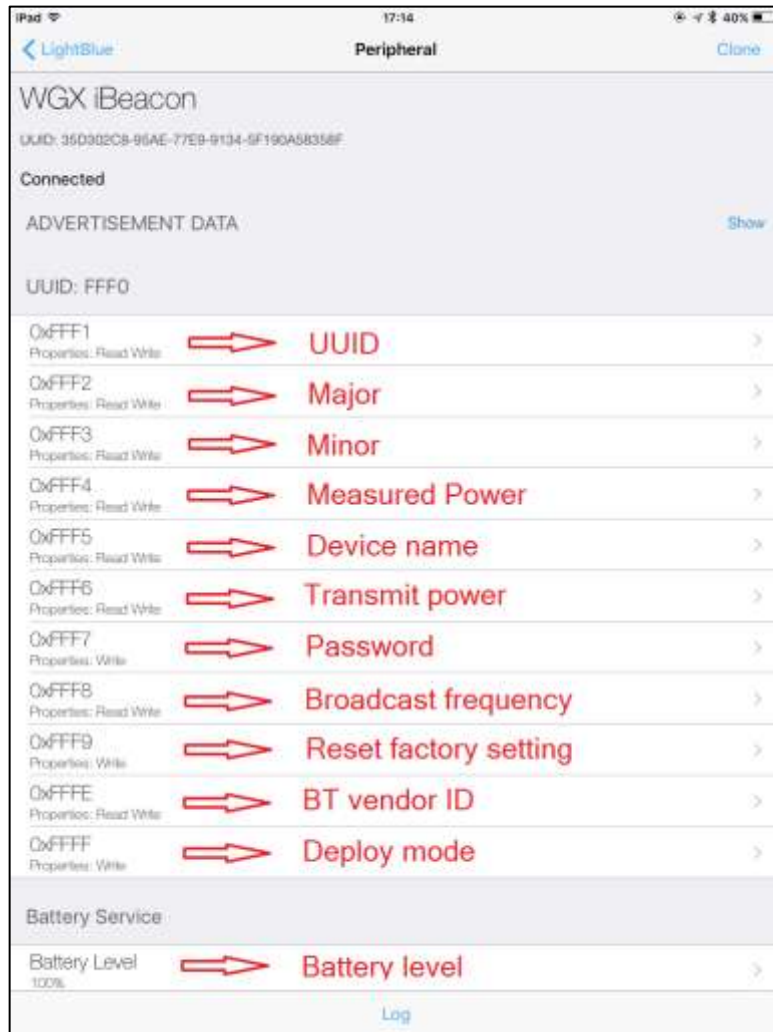 iPad 17:14 40%
LightBlue Peripheral Clone
WGX iBeacon
UUID: 35D302C8-95AE-77E9-9134-5F190A58358F
Connected
ADVERTISEMENT DATA Show
UUID: FFF0
0xFFF1 UUID
Properties: Read Write
0xFFF2 Major
Properties: Read Write
0xFFF3 Minor
Properties: Read Write
0xFFF4 Measured Power
Properties: Read Write
0xFFF5 Device name
Properties: Read Write
0xFFF6 Transmit power
Properties: Read Write
0xFFF7 Password
Properties: Write
0xFFF8 Broadcast frequency
Properties: Read Write
0xFFF9 Reset factory setting
Properties: Write
0xFFFE BT vendor ID
Properties: Read Write
0xFFFF Deploy mode
Properties: Write
Battery Service
Battery Level Battery level
100%
Log